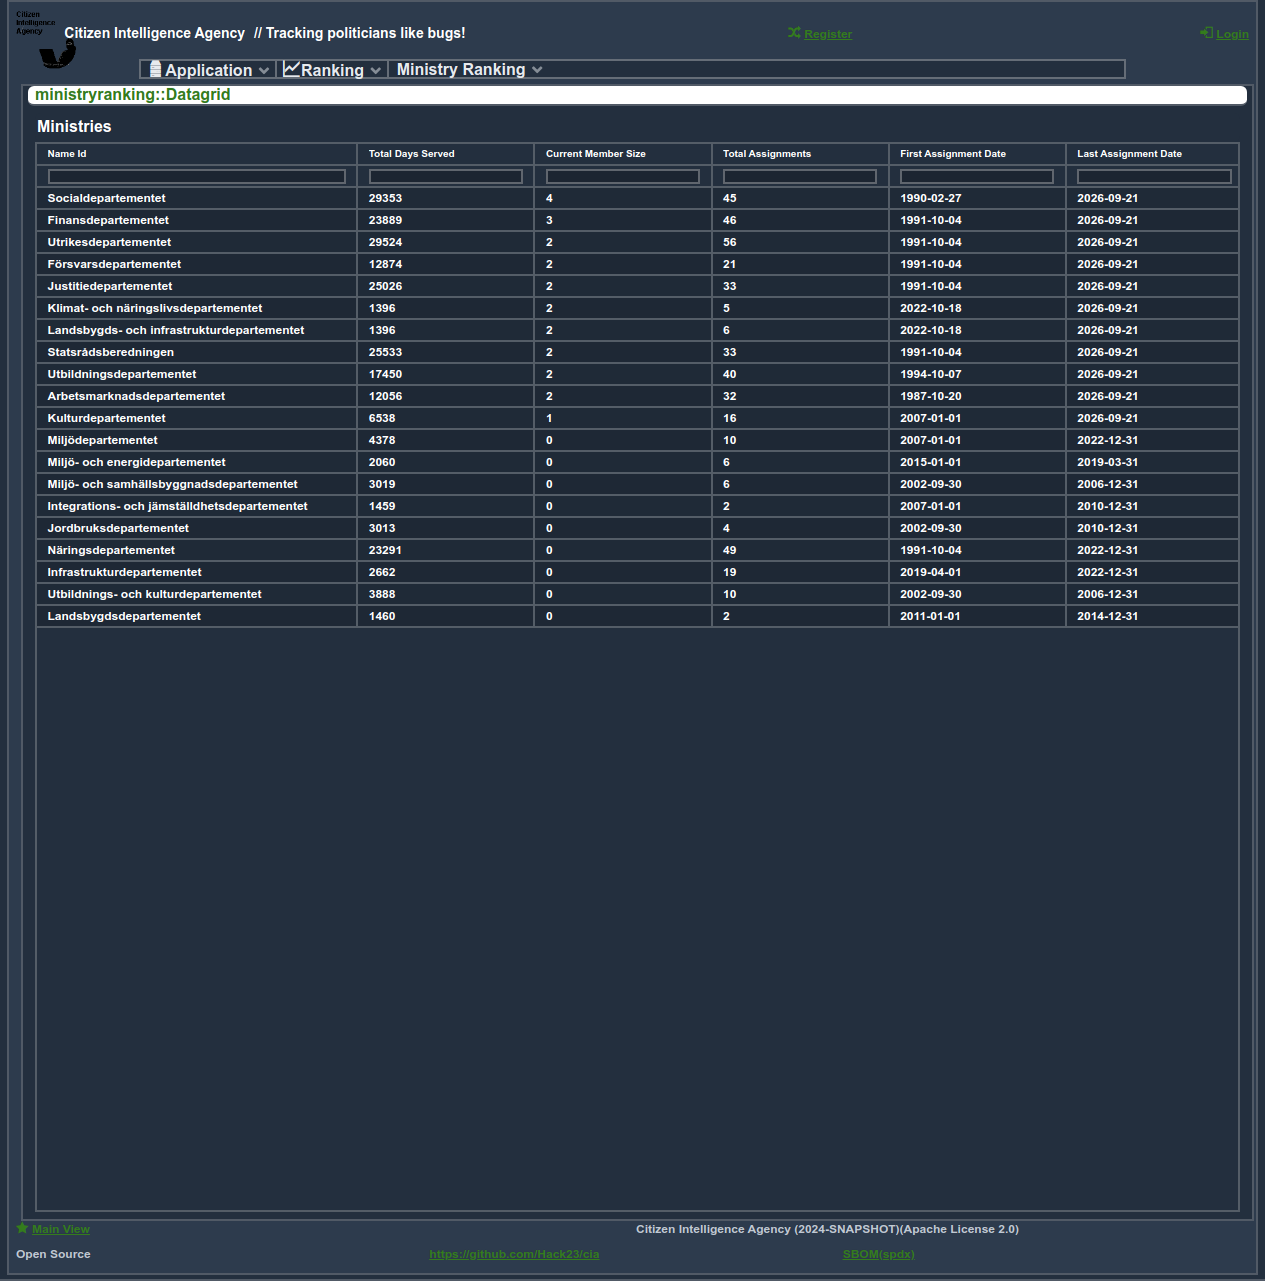 Citizen
Intelligence
Agency
Citizen Intelligence Agency // Tracking politicians like bugs!
Register
Login
Application Ranking Ministry Ranking
ministryranking::Datagrid
Ministries
Name Id Total Days Served Current Member Size Total Assignments First Assignment Date Last Assignment Date
Socialdepartementet 29353 4 45 1990-02-27 2026-09-21
Finansdepartementet 23889 3 46 1991-10-04 2026-09-21
Utrikesdepartementet 29524 2 56 1991-10-04 2026-09-21
Försvarsdepartementet 12874 2 21 1991-10-04 2026-09-21
Justitiedepartementet 25026 2 33 1991-10-04 2026-09-21
Klimat- och näringslivsdepartementet 1396 2 5 2022-10-18 2026-09-21
Landsbygds- och infrastrukturdepartementet 1396 2 6 2022-10-18 2026-09-21
Statsrådsberedningen 25533 2 33 1991-10-04 2026-09-21
Utbildningsdepartementet 17450 2 40 1994-10-07 2026-09-21
Arbetsmarknadsdepartementet 12056 2 32 1987-10-20 2026-09-21
Kulturdepartementet 6538 1 16 2007-01-01 2026-09-21
Miljödepartementet 4378 0 10 2007-01-01 2022-12-31
Miljö- och energidepartementet 2060 0 6 2015-01-01 2019-03-31
Miljö- och samhällsbyggnadsdepartementet 3019 0 6 2002-09-30 2006-12-31
Integrations- och jämställdhetsdepartementet 1459 0 2 2007-01-01 2010-12-31
Jordbruksdepartementet 3013 0 4 2002-09-30 2010-12-31
Näringsdepartementet 23291 0 49 1991-10-04 2022-12-31
Infrastrukturdepartementet 2662 0 19 2019-04-01 2022-12-31
Utbildnings- och kulturdepartementet 3888 0 10 2002-09-30 2006-12-31
Landsbygdsdepartementet 1460 0 2 2011-01-01 2014-12-31
Main View
Citizen Intelligence Agency (2024-SNAPSHOT)(Apache License 2.0)
Open Source
https://github.com/Hack23/cia
SBOM(spdx)